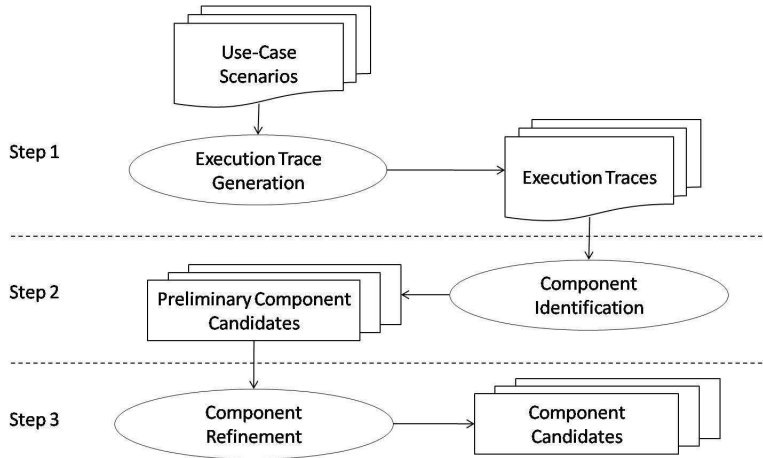 Use-Case
Scenarios
Step 1
Execution Trace
Generation
Execution Traces
Step 2
Preliminary Component
Candidates
Component
Identification
Step 3
Component
Refinement
Component
Candidates